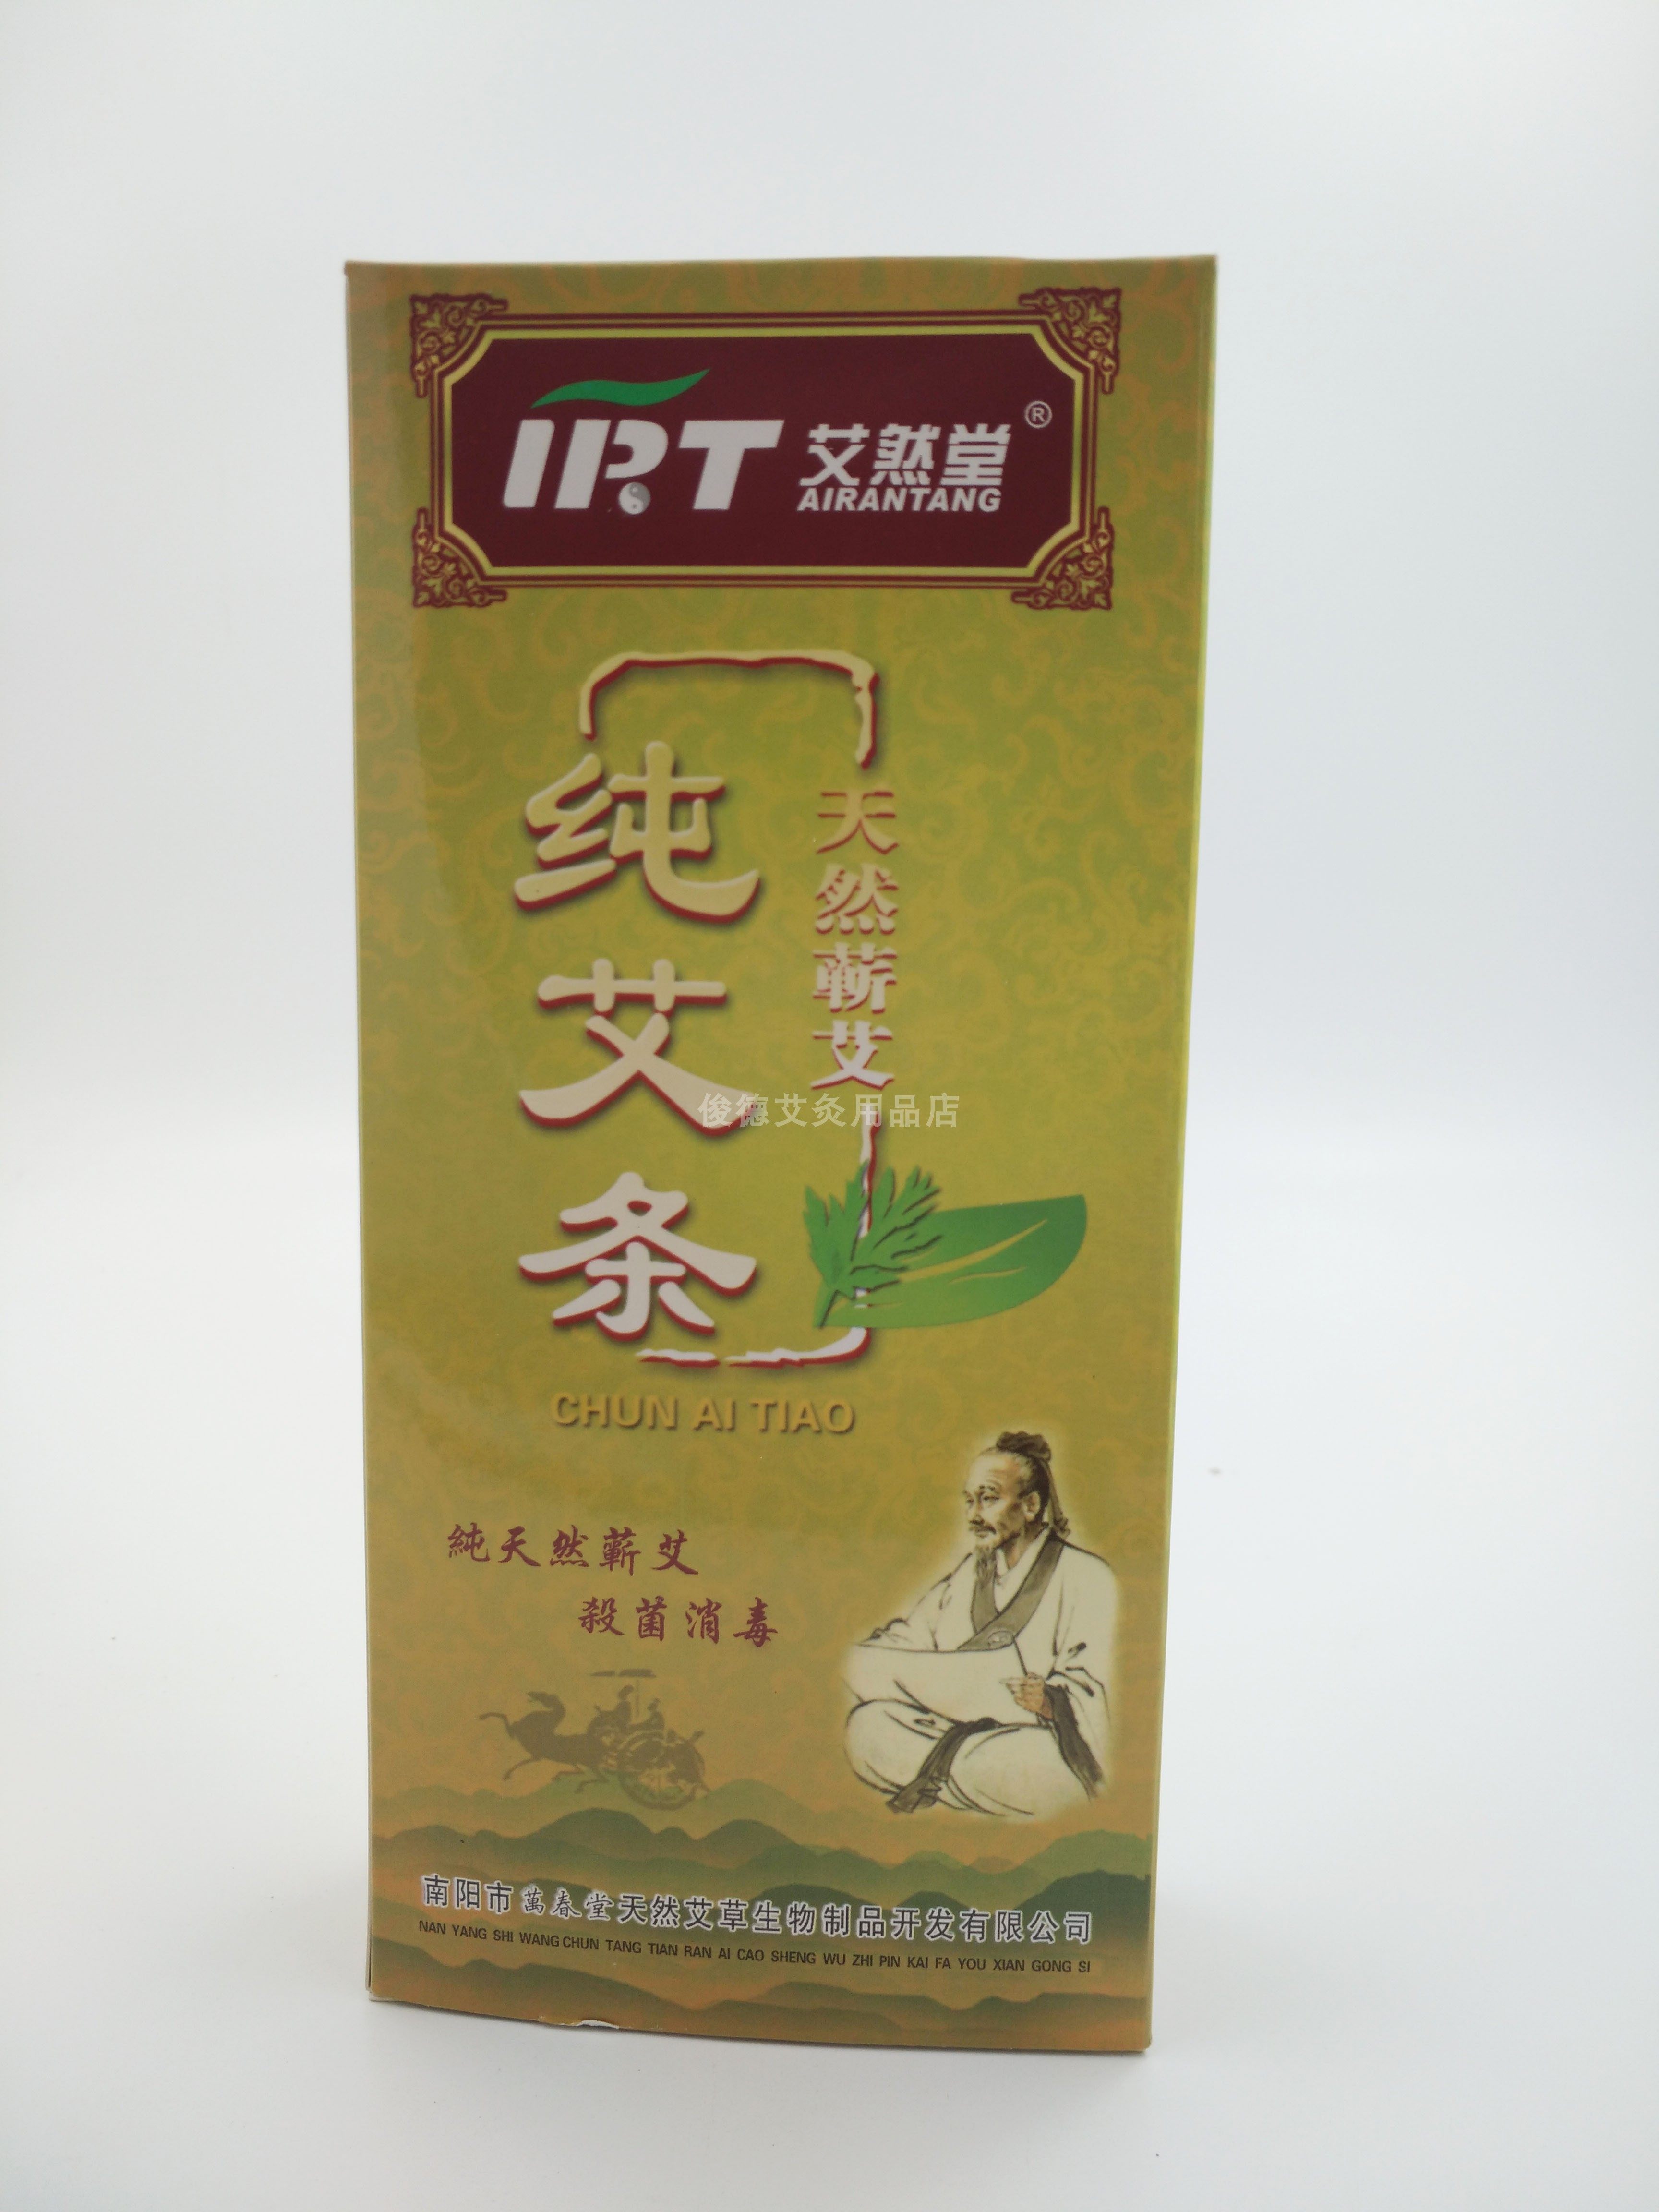 IRT 艾然堂®
AIRANTANG
纯艾条
天然蕲艾
俊德艾灸用品店
CHUN AI TIAO
純天然蘄艾
殺菌消毒
南阳市萬春堂天然艾草生物制品开发有限公司
NAN YANG SHI WANG CHUN TANG TIAN RAN AI CAO SHENG WU ZHI PIN KAI FA YOU XIAN GONG SI